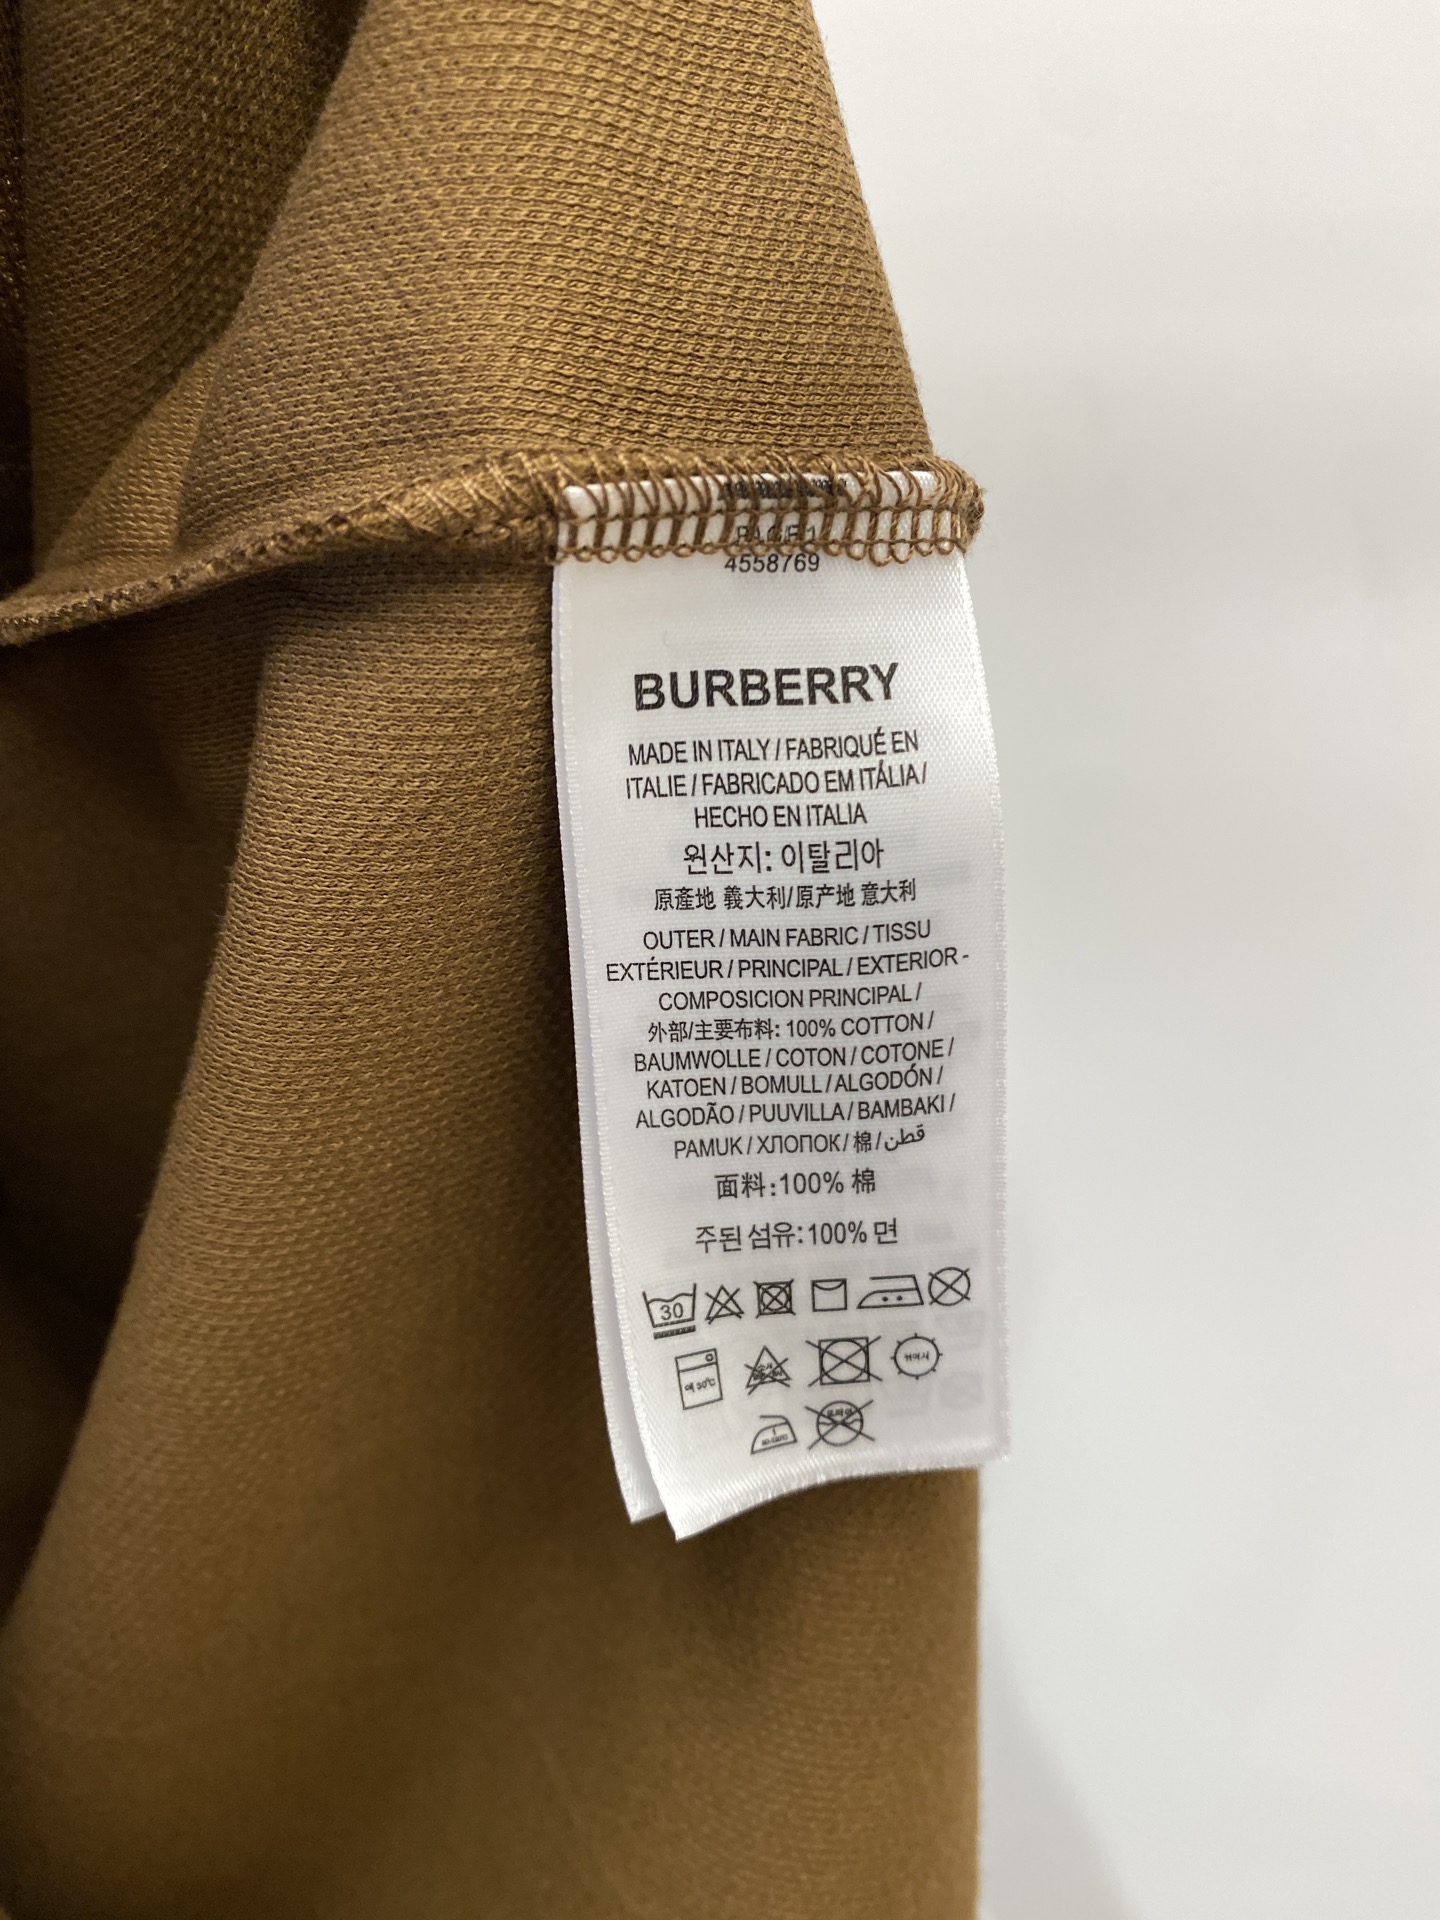 PAGE 1
4558769
BURBERRY
MADE IN ITALY / FABRIQUÉ EN
ITALIE / FABRICADO EM ITÁLIA /
HECHO EN ITALIA
원산지: 이탈리아
原產地 義大利/原产地 意大利
OUTER / MAIN FABRIC / TISSU
EXTÉRIEUR / PRINCIPAL / EXTERIOR -
COMPOSICION PRINCIPAL /
外部/主要布料: 100% COTTON /
BAUMWOLLE / COTON / COTONE /
KATOEN / BOMULL / ALGODÓN /
ALGODÃO / PUUVILLA / BAMBAKI /
PAMUK / ХЛОПОК / 棉 / قطن
面料:100% 棉
주된 섬유:100% 면
30